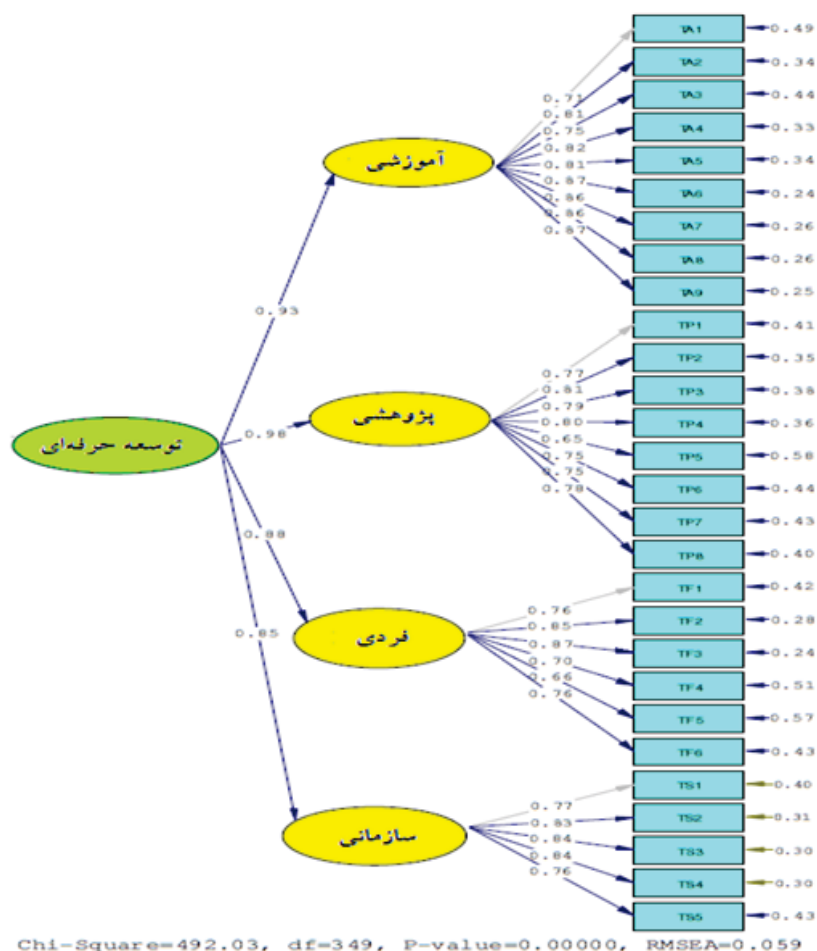 TA1 0.49
TA2 0.34
TA3 0.44
TA4 0.33
TA5 0.34
TA6 0.24
TA7 0.26
TA8 0.26
TA9 0.25
0.71
0.81
0.75
0.82
0.81
0.87
0.86
0.86
0.87
آموزشی
0.93
TP1 0.41
TP2 0.35
TP3 0.38
TP4 0.36
TP5 0.58
TP6 0.44
TP7 0.43
TP8 0.40
0.77
0.81
0.79
0.80
0.65
0.75
0.75
0.78
پژوهشی
0.98
توسعه حرفه‌ای
0.88
TF1 0.42
TF2 0.28
TF3 0.24
TF4 0.51
TF5 0.57
TF6 0.43
0.76
0.85
0.87
0.70
0.66
0.76
فردی
0.85
TS1 0.40
TS2 0.31
TS3 0.30
TS4 0.30
TS5 0.43
0.77
0.83
0.84
0.84
0.76
سازمانی
Chi-Square=492.03, df=349, P-value=0.00000, RMSEA=0.059